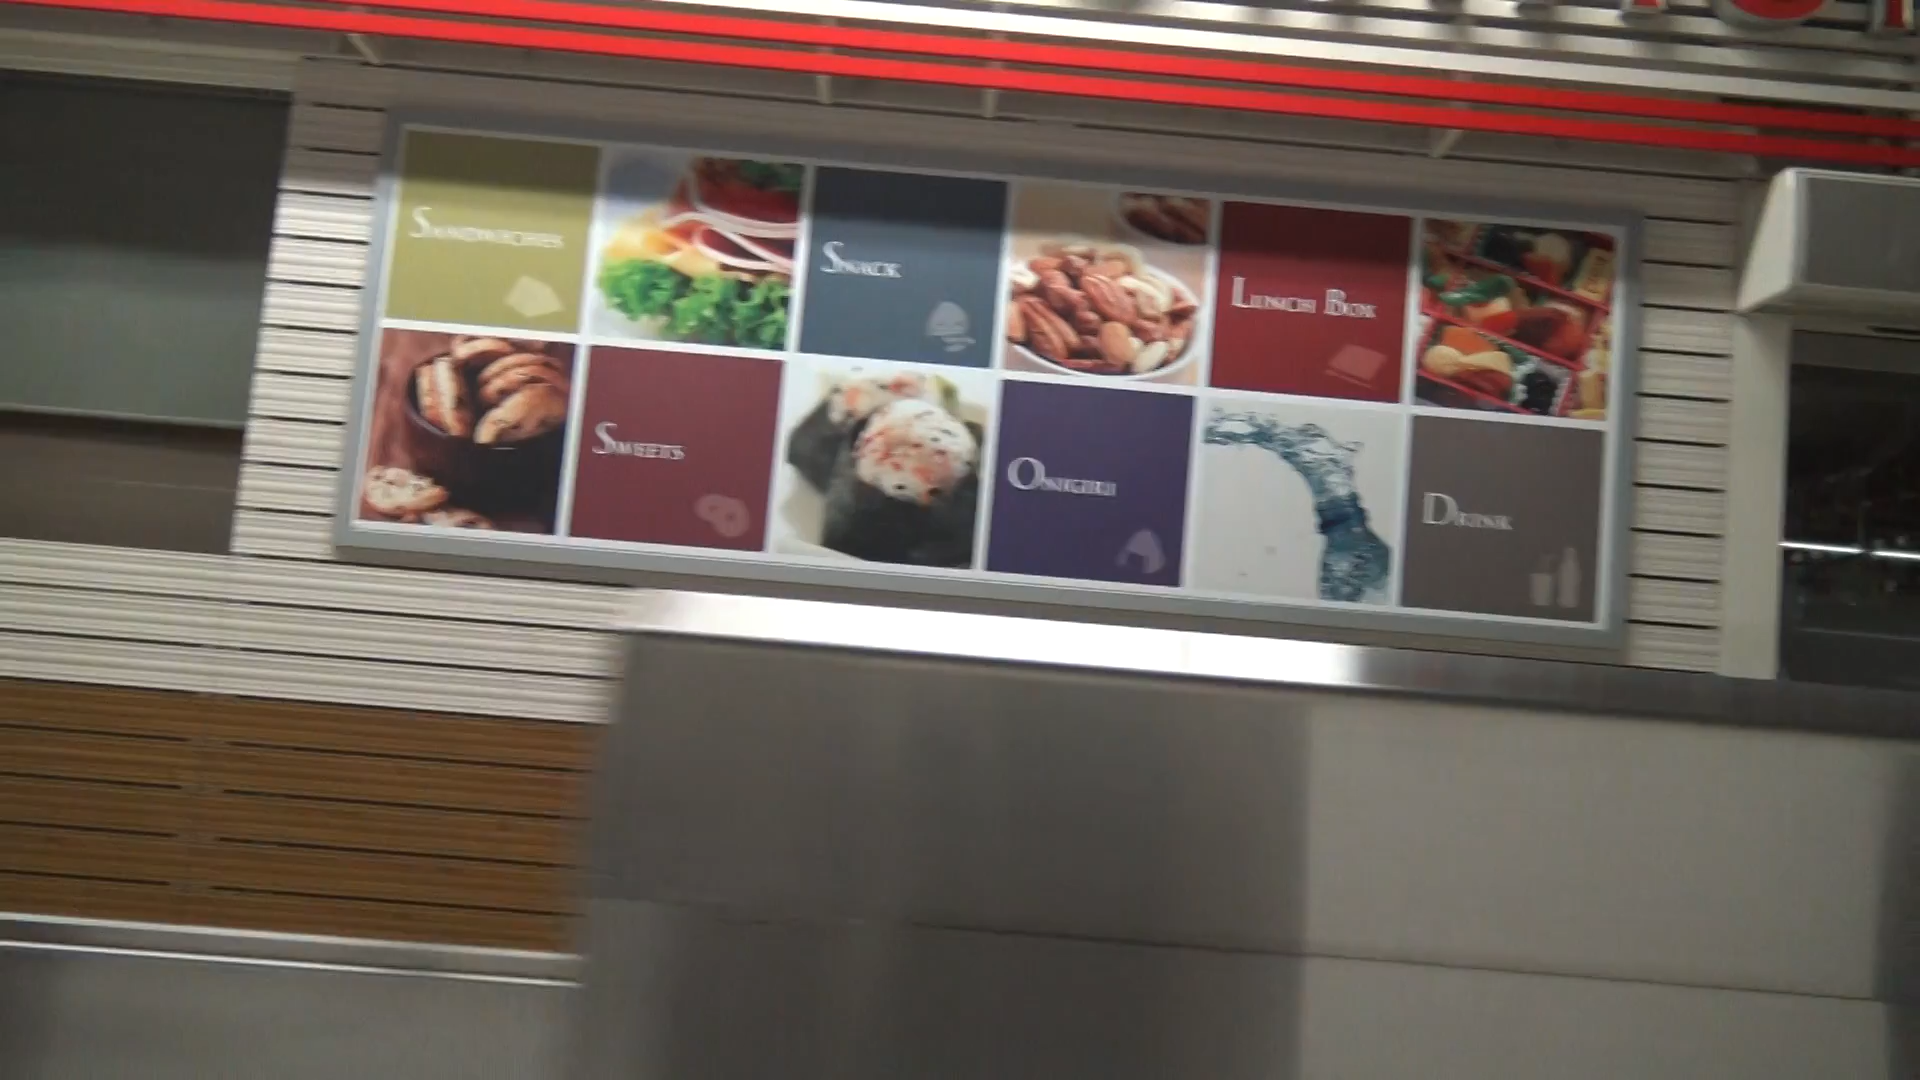 Sandwiches
Snack
Lunch Box
Sweets
Onigiri
Drink